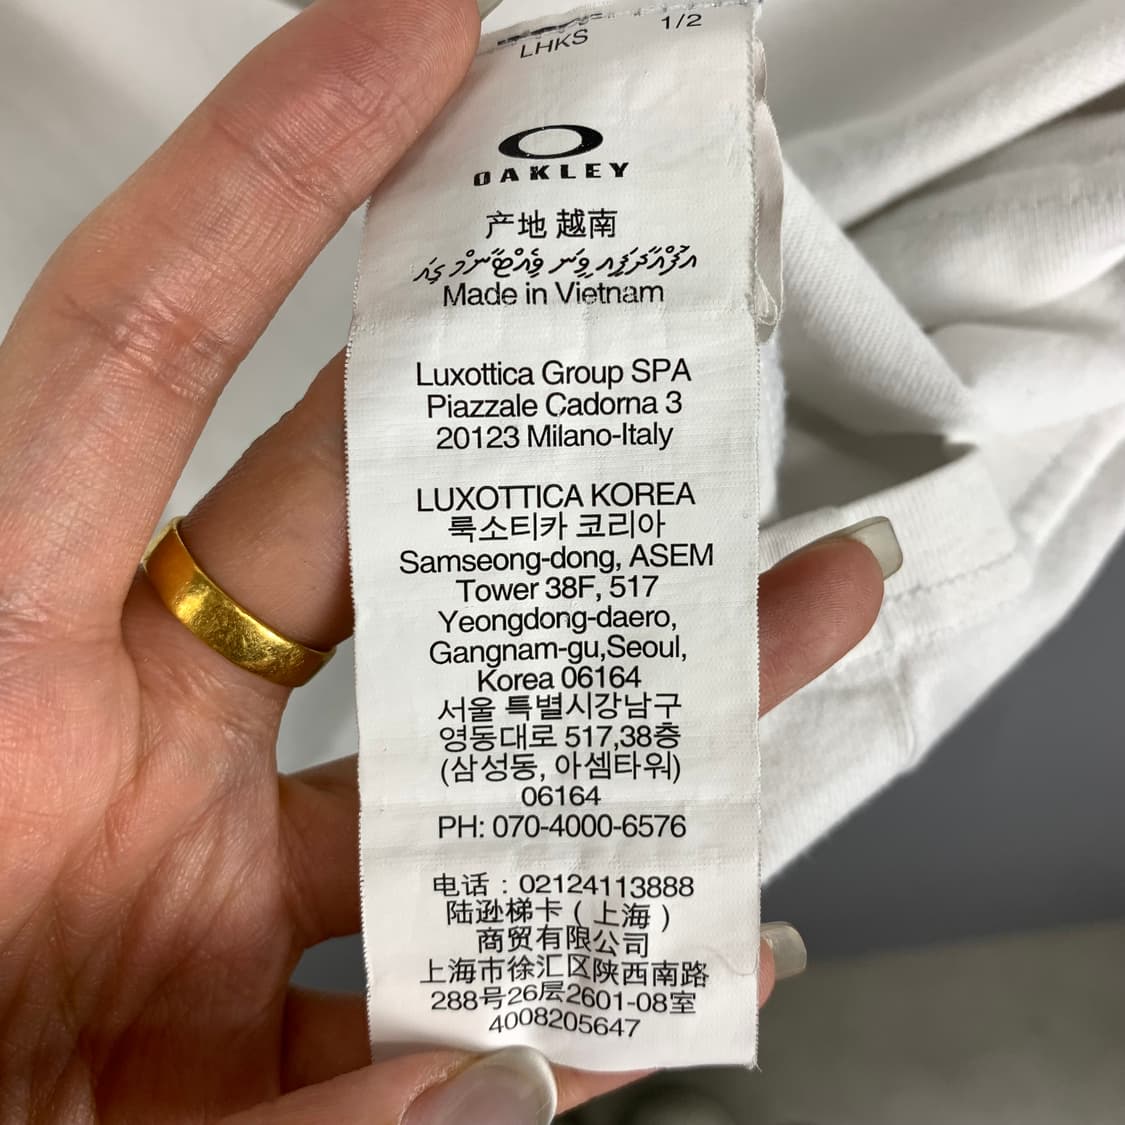 1/2
LHKS
OAKLEY
产地 越南
Made in Vietnam
Luxottica Group SPA
Piazzale Cadorna 3
20123 Milano-Italy
LUXOTTICA KOREA
룩소티카 코리아
Samseong-dong, ASEM
Tower 38F, 517
Yeongdong-daero,
Gangnam-gu,Seoul,
Korea 06164
서울 특별시강남구
영동대로 517,38층
(삼성동, 아셈타워)
06164
PH: 070-4000-6576
电话：02124113888
陆逊梯卡（上海）
商贸有限公司
上海市徐汇区陕西南路
288号26层2601-08室
4008205647